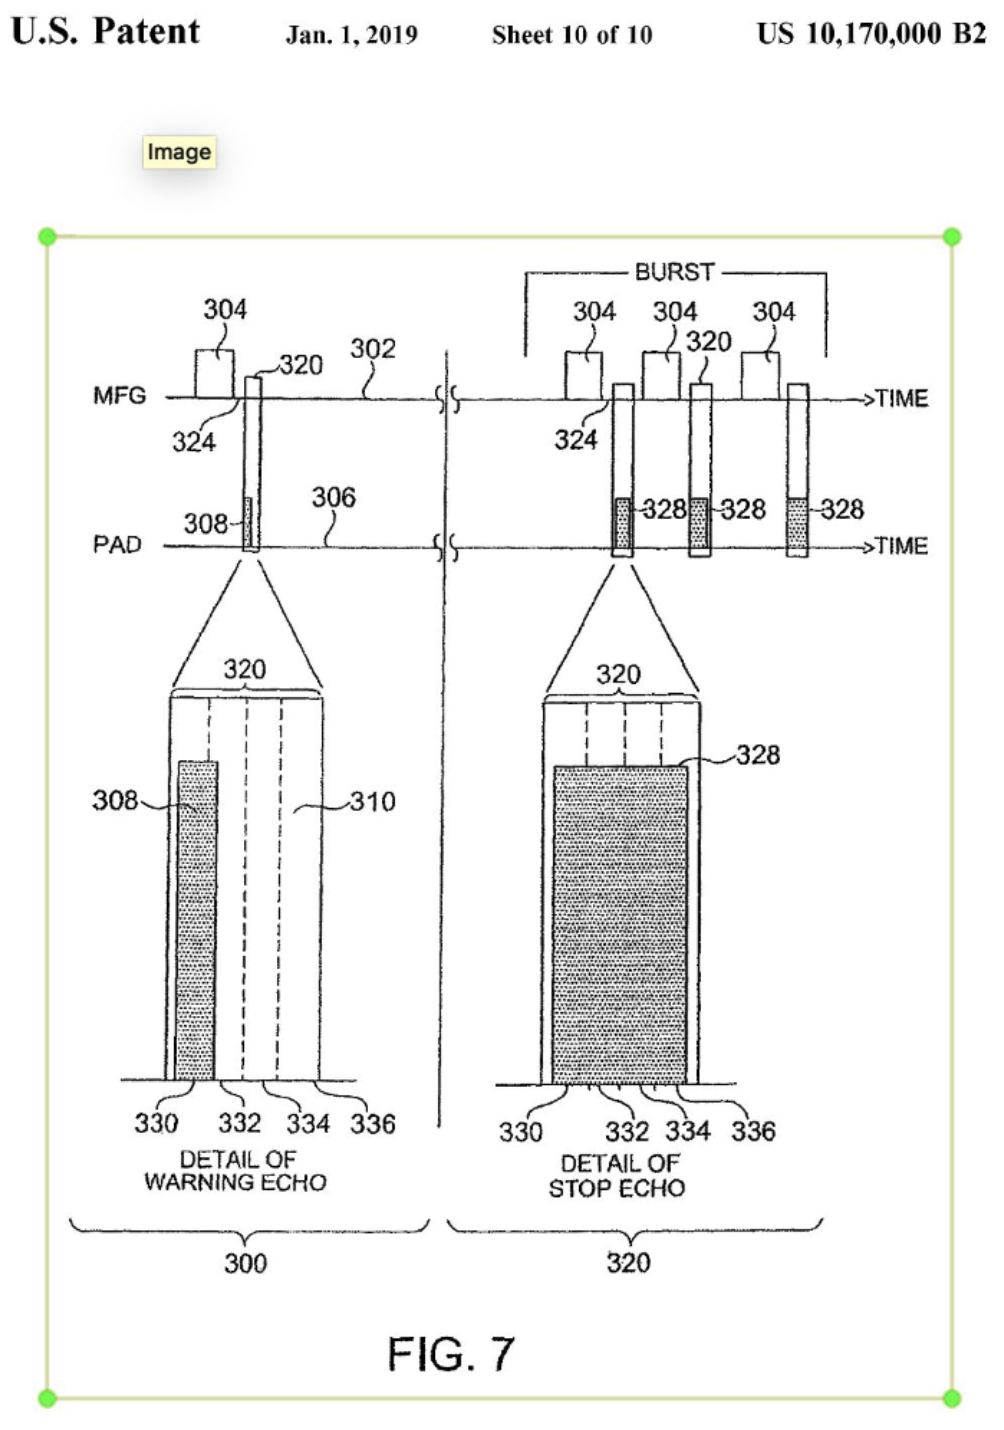 U.S. Patent Jan. 1, 2019 Sheet 10 of 10 US 10,170,000 B2
Image
BURST
304 304 304 304
320 302 320
MFG TIME
324 324
306
308 328 328 328
PAD TIME
320 320
328
308 310
330 332 334 336 330 332 334 336
DETAIL OF
WARNING ECHO
DETAIL OF
STOP ECHO
300 320
FIG. 7